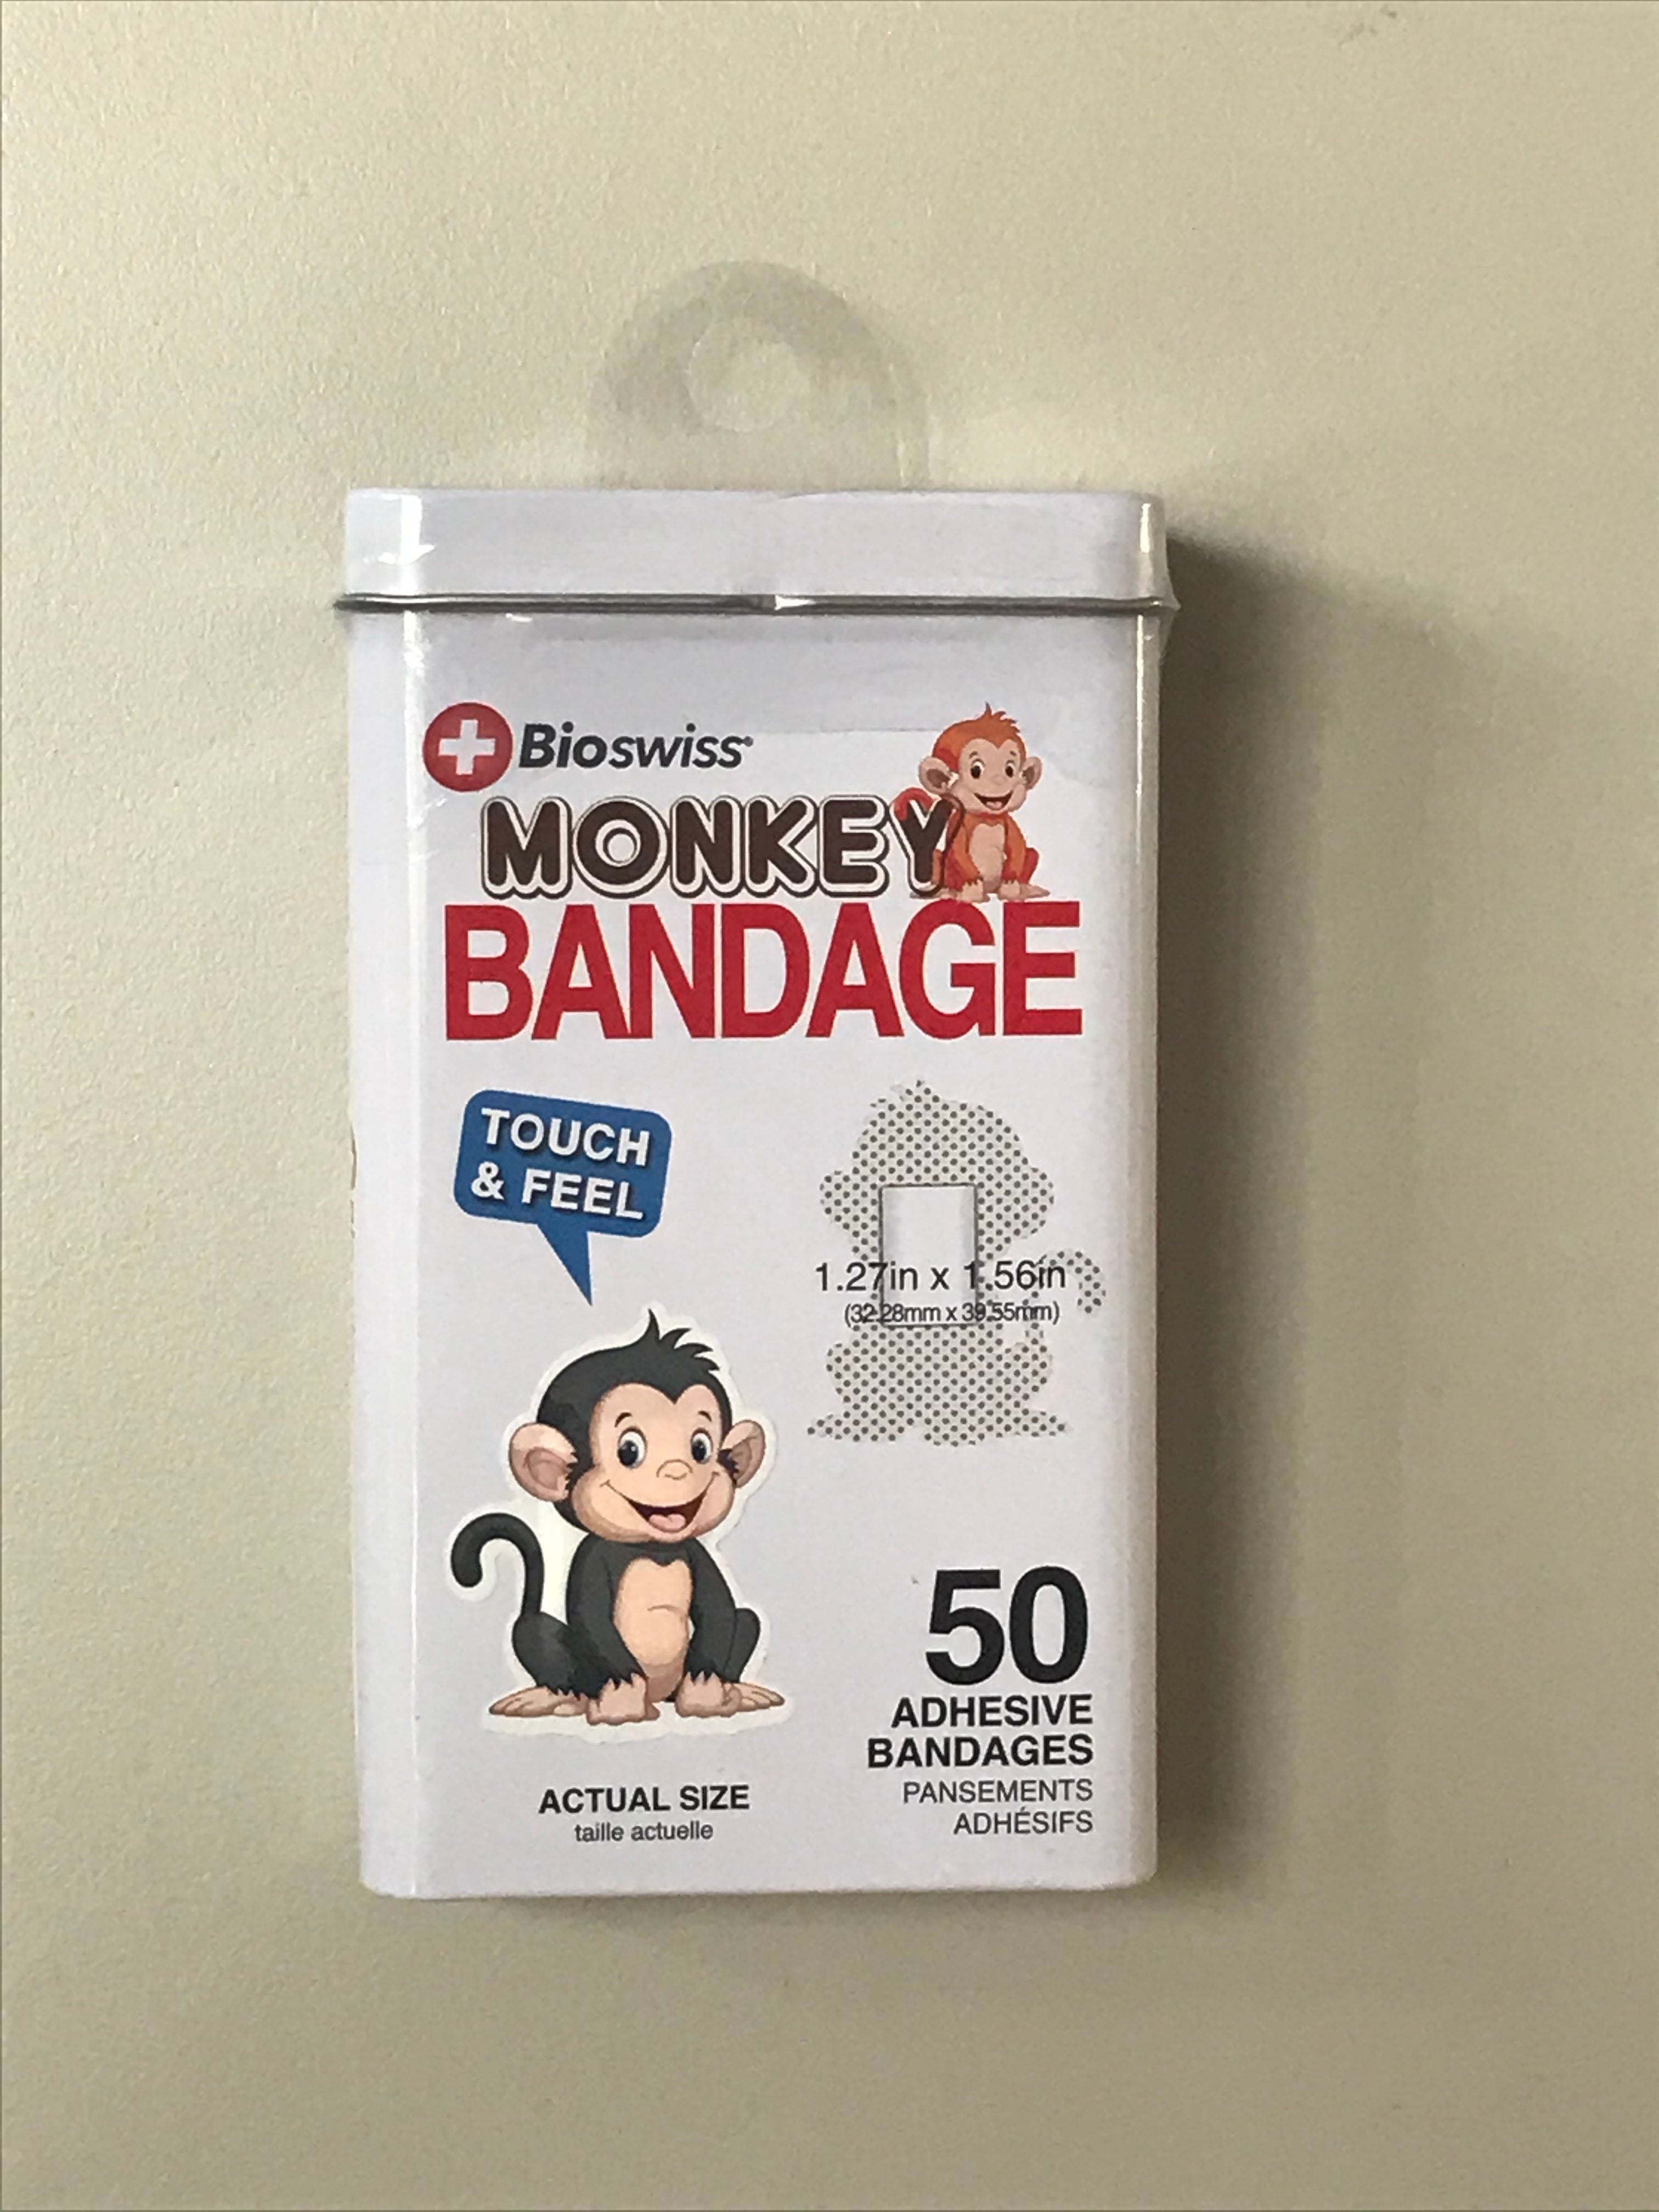 Bioswiss®
MONKEY
BANDAGE
TOUCH
& FEEL
1.27in x 1.56in
(32.28mm x 39.55mm)
50
ADHESIVE
BANDAGES
PANSEMENTS
ADHÉSIFS
ACTUAL SIZE
taille actuelle